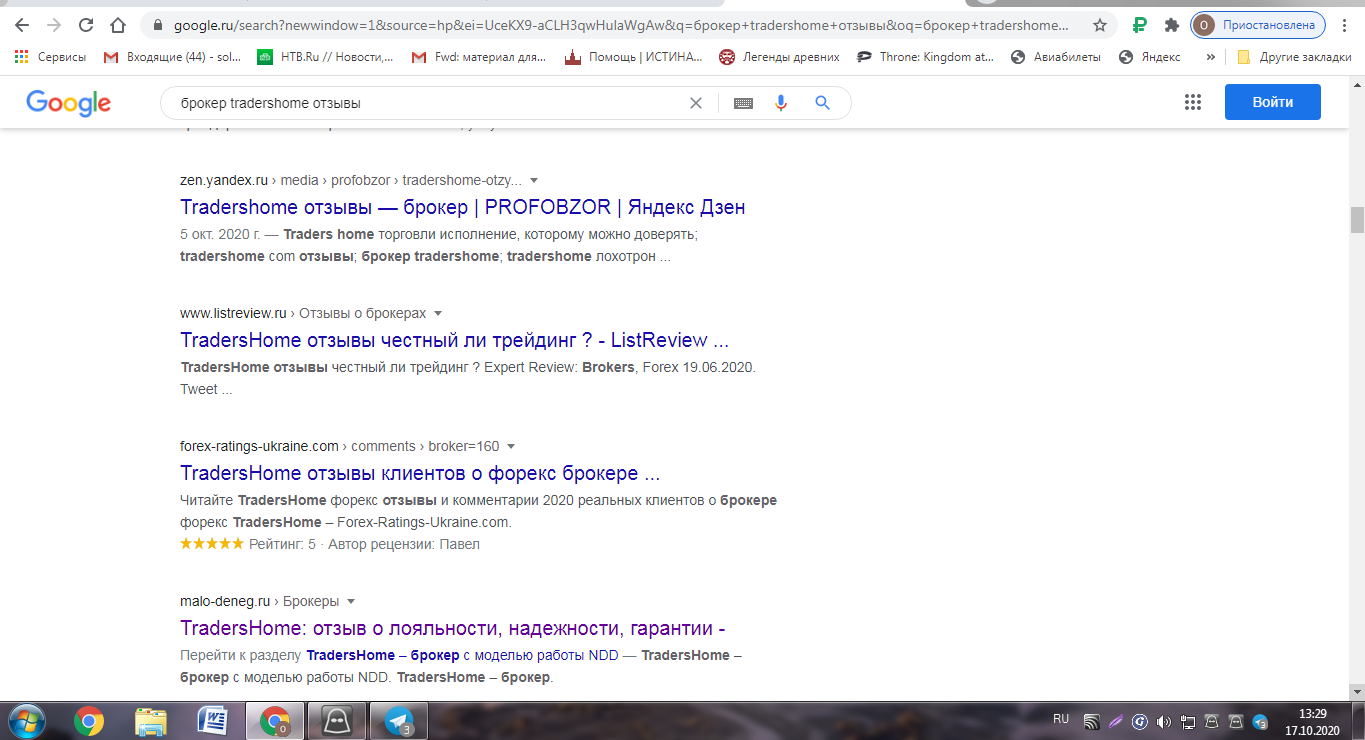 google.ru/search?newwindow=1&source=hp&ei=UceKX9-aCLH3qwHulaWgAw&q=брокер+tradershome+отзывы&oq=брокер+tradershome...
O
Приостановлена
Сервисы
Входящие (44) - sol...
НТВ.Ru // Новости,...
Fwd: материал для...
Помощь | ИСТИНА...
Легенды древних
Throne: Kingdom at...
Авиабилеты
Яндекс
»
Другие закладки
Google
брокер tradershome отзывы
Войти
zen.yandex.ru › media › profobzor › tradershome-otzy...
Tradershome отзывы — брокер | PROFOBZOR | Яндекс Дзен
5 окт. 2020 г. — Traders home торговли исполнение, которому можно доверять;
tradershome com отзывы; брокер tradershome; tradershome лохотрон ...
www.listreview.ru › Отзывы о брокерах
TradersHome отзывы честный ли трейдинг ? - ListReview ...
TradersHome отзывы честный ли трейдинг ? Expert Review: Brokers, Forex 19.06.2020.
Tweet ...
forex-ratings-ukraine.com › comments › broker=160
TradersHome отзывы клиентов о форекс брокере ...
Читайте TradersHome форекс отзывы и комментарии 2020 реальных клиентов о брокере
форекс TradersHome – Forex-Ratings-Ukraine.com.
Рейтинг: 5 · Автор рецензии: Павел
malo-deneg.ru › Брокеры
TradersHome: отзыв о лояльности, надежности, гарантии -
Перейти к разделу TradersHome – брокер с моделью работы NDD — TradersHome –
брокер с моделью работы NDD. TradersHome – брокер.
RU
13:29
17.10.2020